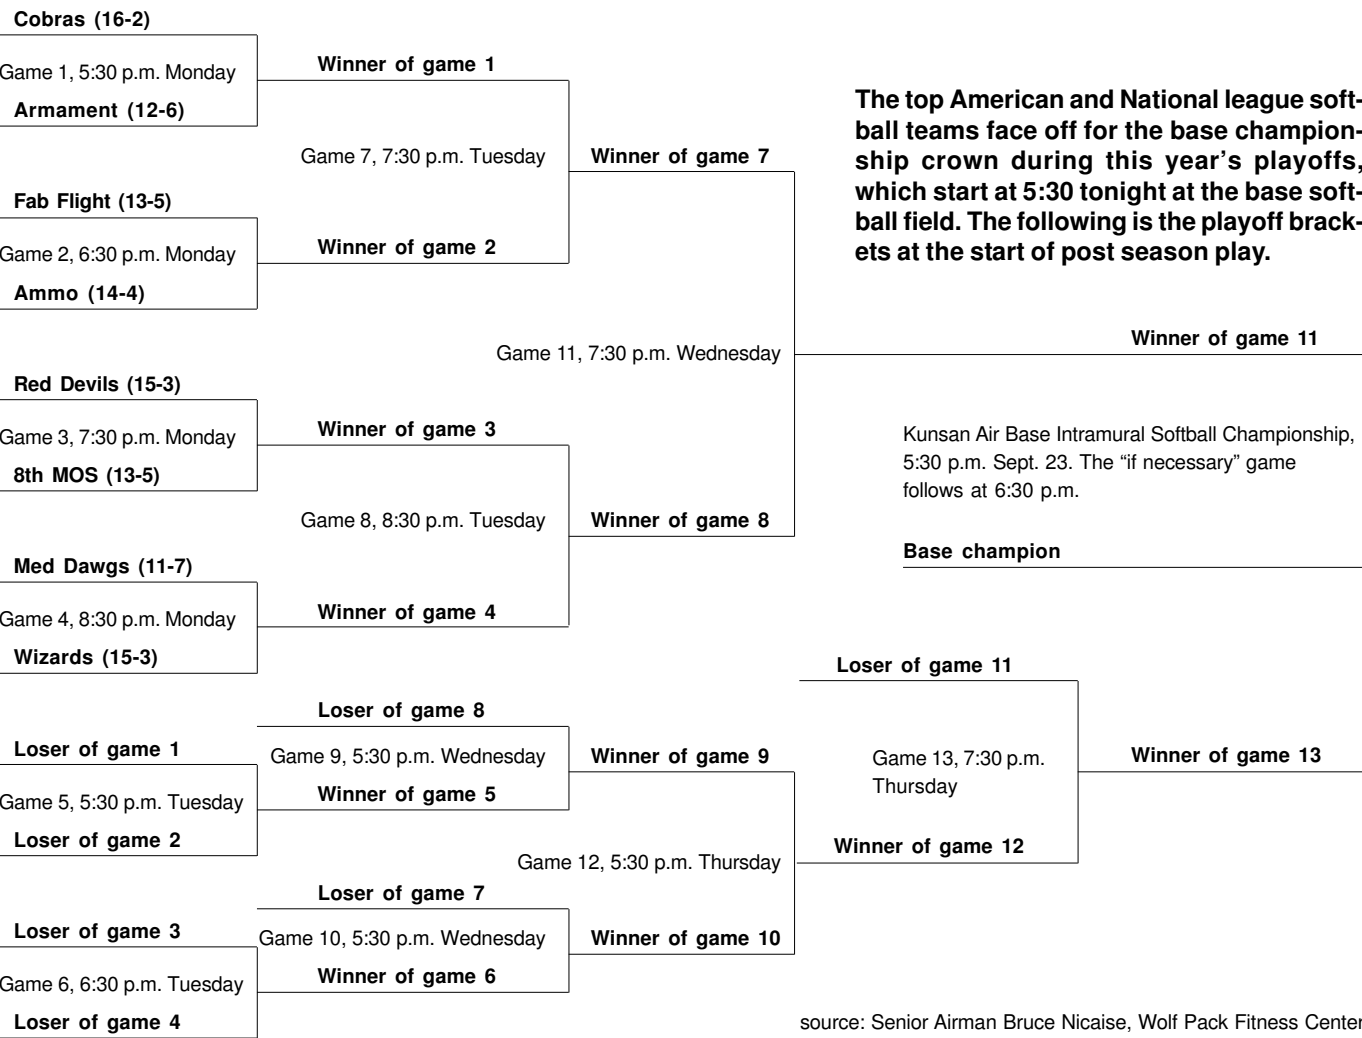 Cobras (16-2)
Game 1, 5:30 p.m. Monday
Armament (12-6)
Winner of game 1
Game 7, 7:30 p.m. Tuesday
Fab Flight (13-5)
Game 2, 6:30 p.m. Monday
Ammo (14-4)
Winner of game 2
Winner of game 7
The top American and National league soft-
ball teams face off for the base champion-
ship crown during this year's playoffs,
which start at 5:30 tonight at the base soft-
ball field. The following is the playoff brack-
ets at the start of post season play.
Game 11, 7:30 p.m. Wednesday
Winner of game 11
Red Devils (15-3)
Game 3, 7:30 p.m. Monday
8th MOS (13-5)
Winner of game 3
Game 8, 8:30 p.m. Tuesday
Winner of game 8
Med Dawgs (11-7)
Game 4, 8:30 p.m. Monday
Wizards (15-3)
Winner of game 4
Kunsan Air Base Intramural Softball Championship,
5:30 p.m. Sept. 23. The “if necessary” game
follows at 6:30 p.m.
Base champion
Loser of game 1
Game 5, 5:30 p.m. Tuesday
Loser of game 2
Loser of game 8
Game 9, 5:30 p.m. Wednesday
Winner of game 5
Winner of game 9
Game 12, 5:30 p.m. Thursday
Loser of game 3
Game 6, 6:30 p.m. Tuesday
Loser of game 4
Loser of game 7
Game 10, 5:30 p.m. Wednesday
Winner of game 6
Winner of game 10
Loser of game 11
Game 13, 7:30 p.m.
Thursday
Winner of game 12
Winner of game 13
source: Senior Airman Bruce Nicaise, Wolf Pack Fitness Center